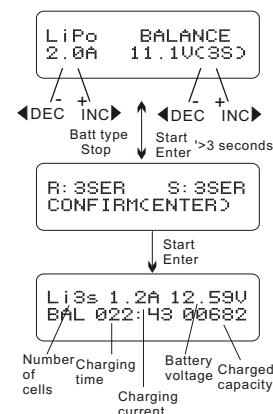 LiPo BALANCE
2.0A 11.1V(3S)
- + - +
◀DEC INC▶ ◀DEC INC▶
Batt type
Stop
Start
Enter
'>3 seconds
R:3SER S:3SER
CONFIRM(ENTER)
Start
Enter
Li3s 1.2A 12.59V
BAL 022:43 00682
Number
of
cells
Charging
time
Charging
current
Battery
voltage
Charged
capacity